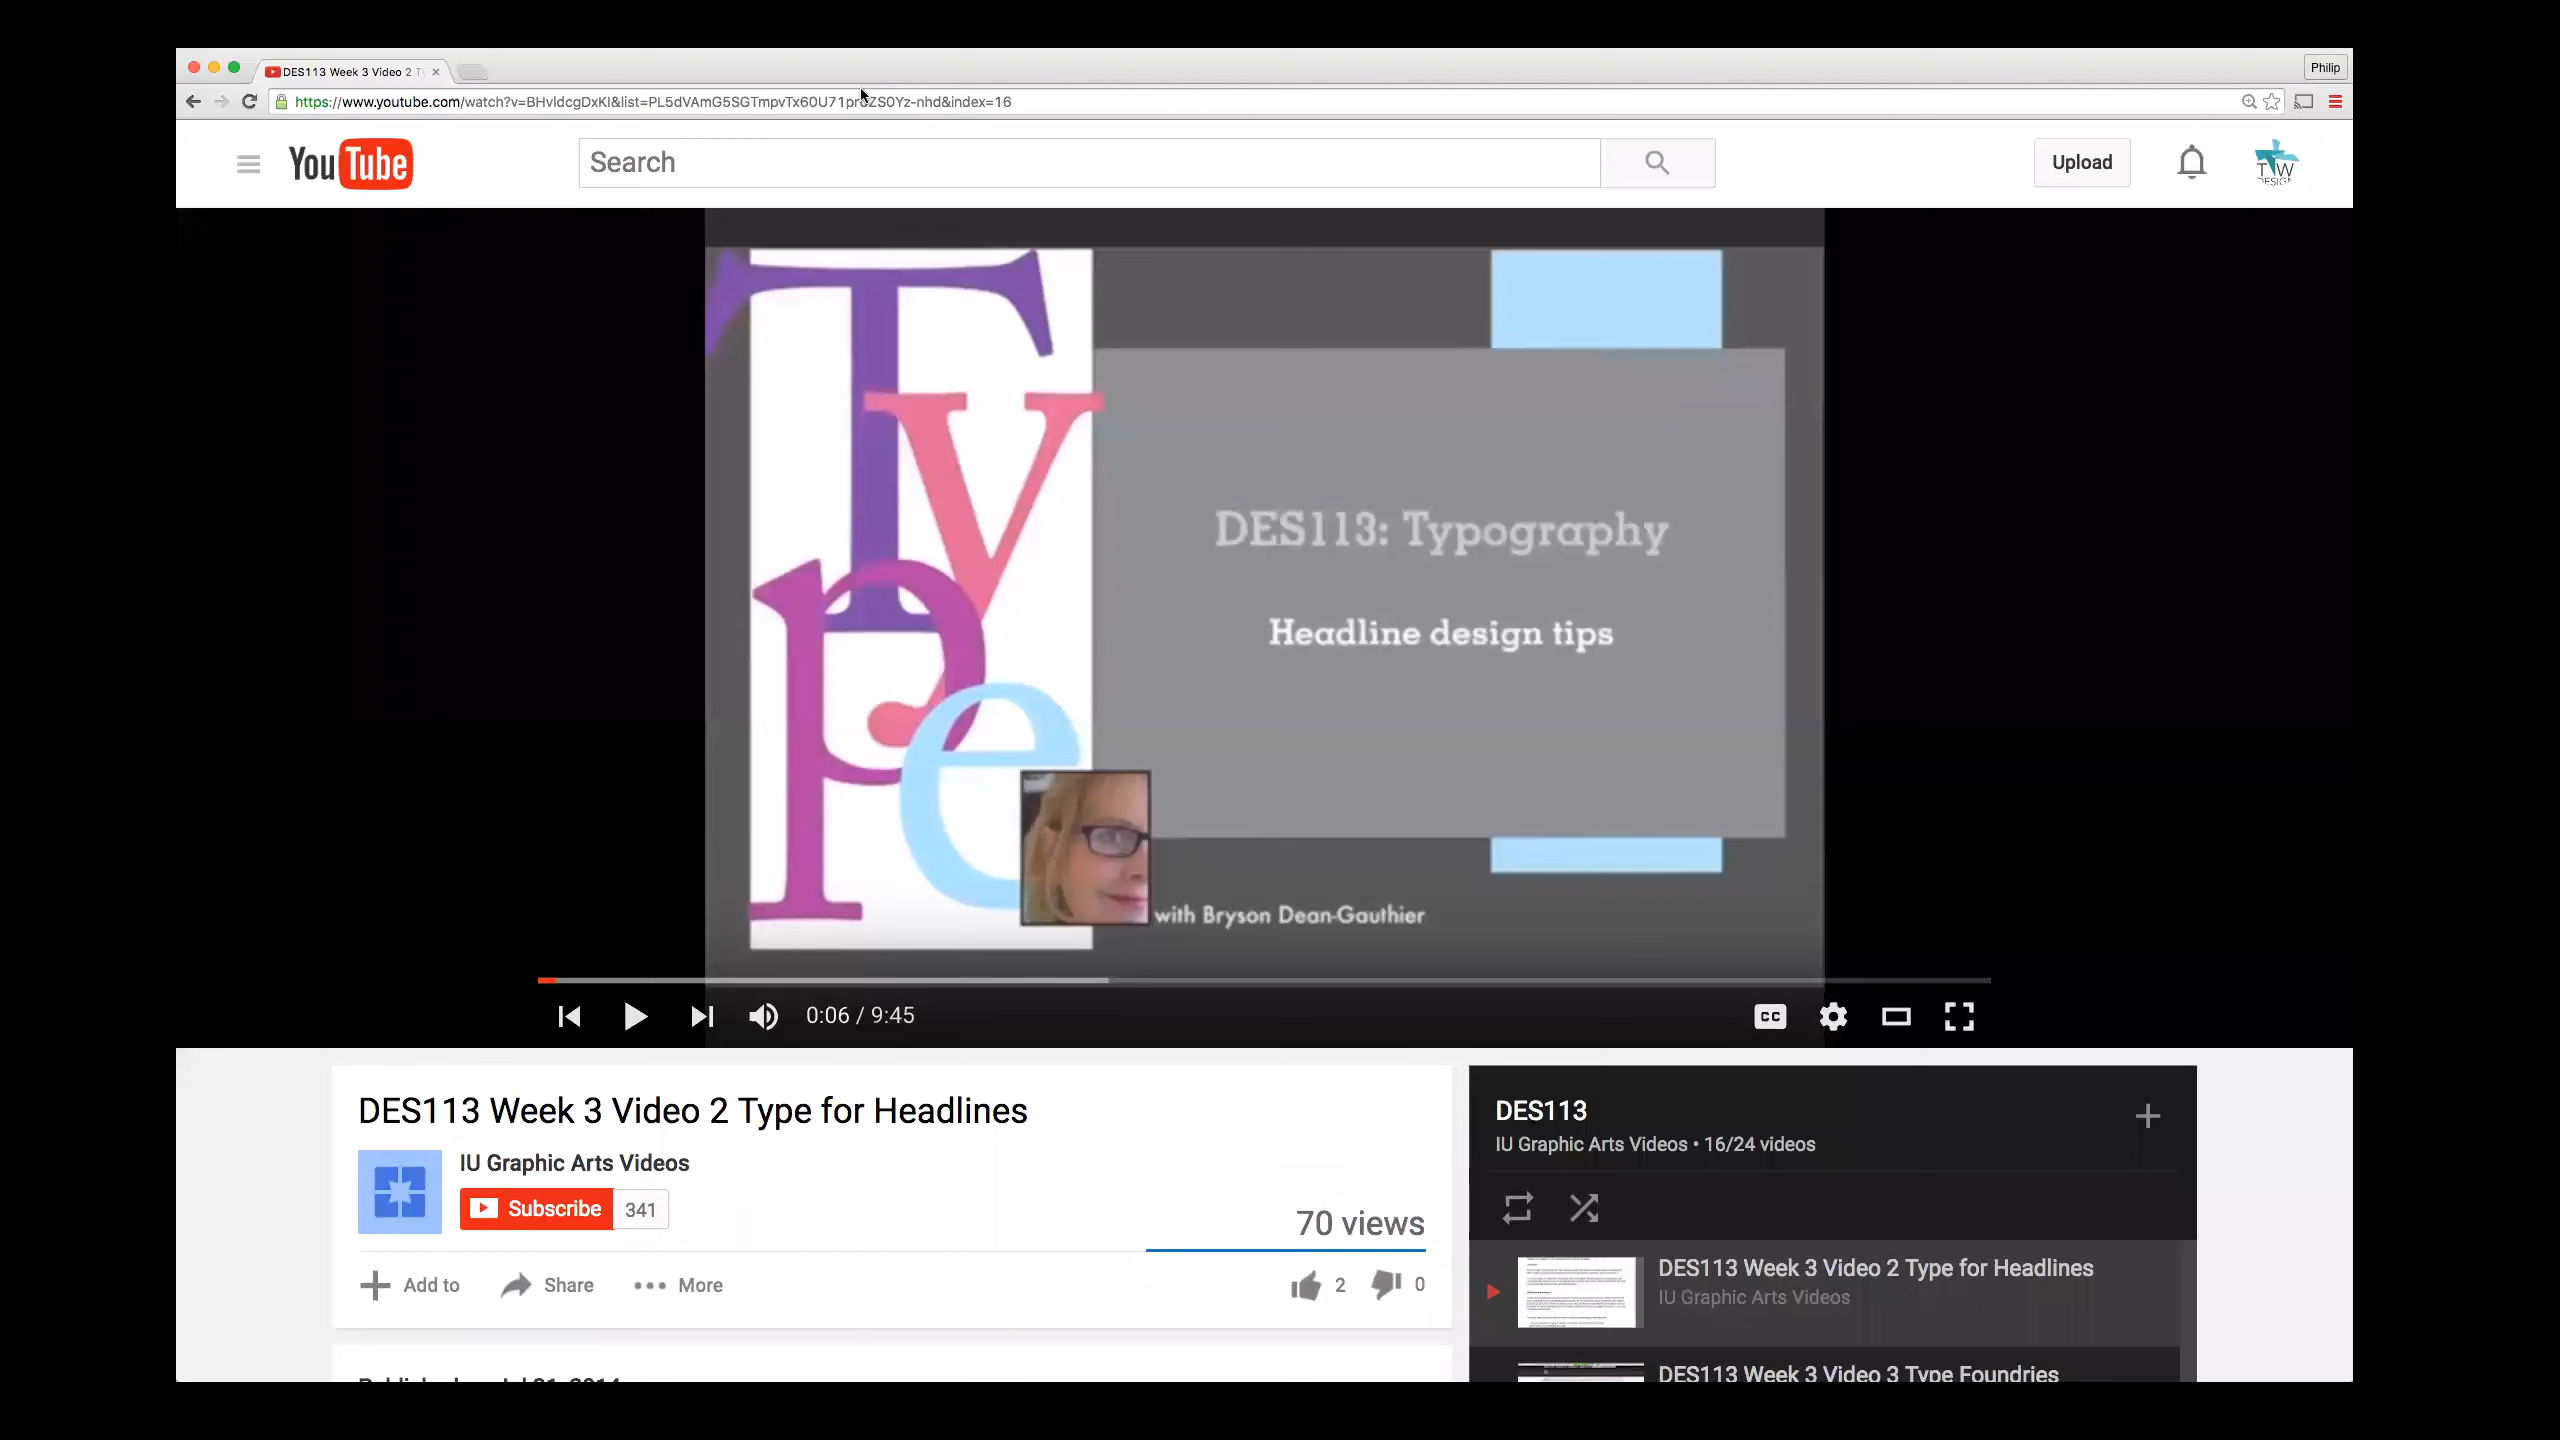 DES113 Week 3 Video 2
Philip
https://www.youtube.com/watch?v=BHvldcgDxKI&list=PL5dVAmG5SGTmpvTx60U71pr8ZS0Yz-nhd&index=16
YouTube
Search
Upload
TW
DESIGN
Type
DES113: Typography
Headline design tips
with Bryson Dean-Gauthier
0:06 / 9:45
CC
DES113 Week 3 Video 2 Type for Headlines
IU Graphic Arts Videos
Subscribe 341
70 views
Add to Share More
2 0
DES113
IU Graphic Arts Videos • 16/24 videos
DES113 Week 3 Video 2 Type for Headlines
IU Graphic Arts Videos
DES113 Week 3 Video 3 Type Foundries